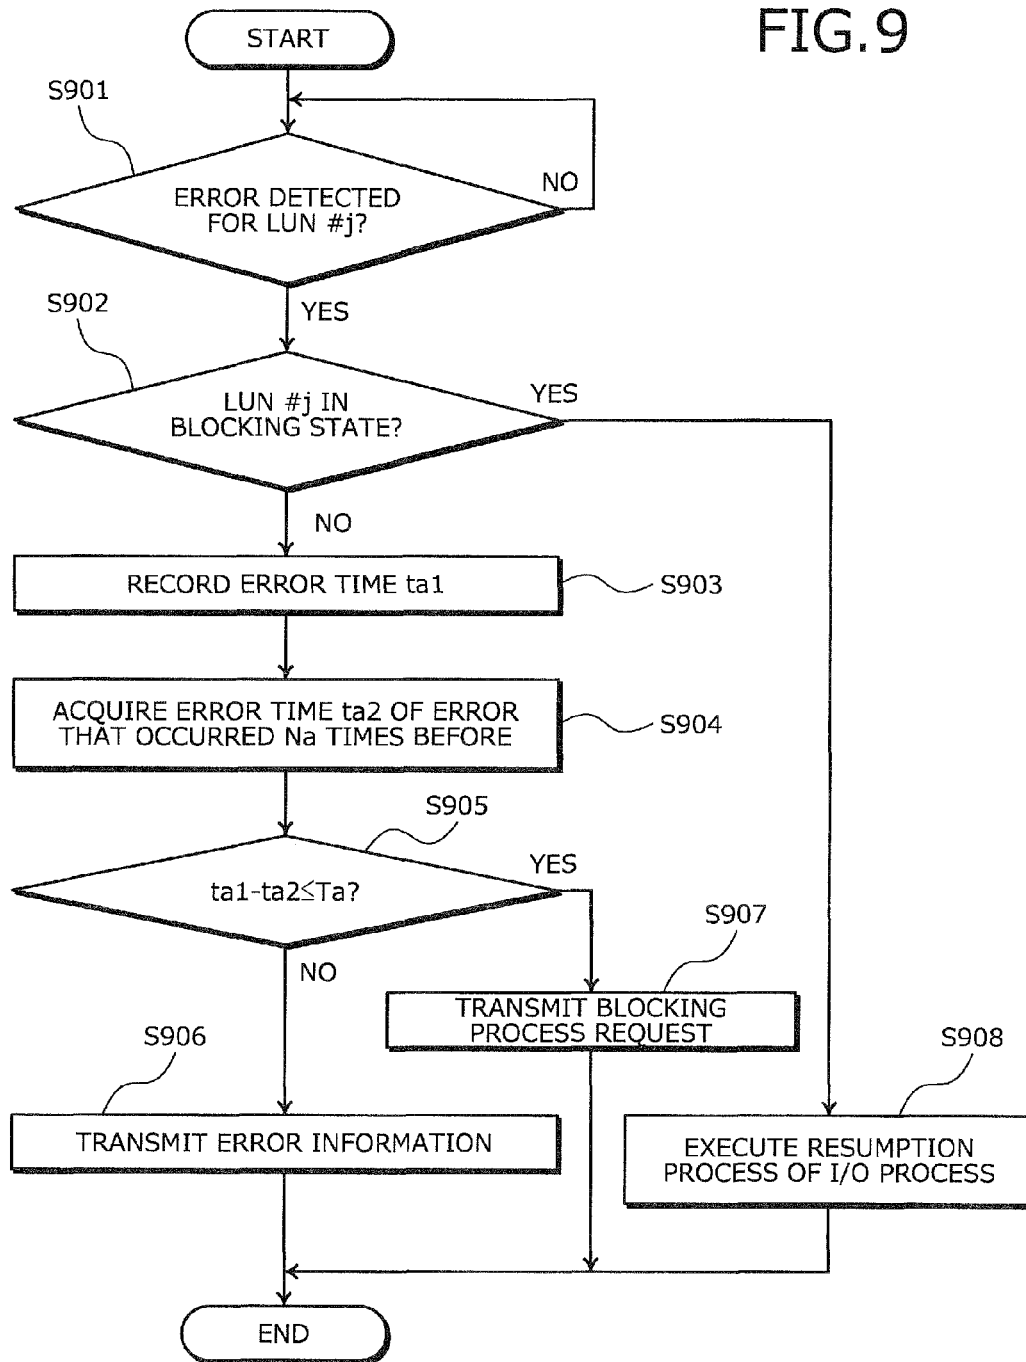 FIG.9
START
S901
ERROR DETECTED
FOR LUN #j?
NO
YES
S902
LUN #j IN
BLOCKING STATE?
YES
NO
RECORD ERROR TIME ta1
S903
ACQUIRE ERROR TIME ta2 OF ERROR
THAT OCCURRED Na TIMES BEFORE
S904
S905
ta1-ta2≤Ta?
YES
NO
S907
TRANSMIT BLOCKING
PROCESS REQUEST
S906
TRANSMIT ERROR INFORMATION
S908
EXECUTE RESUMPTION
PROCESS OF I/O PROCESS
END